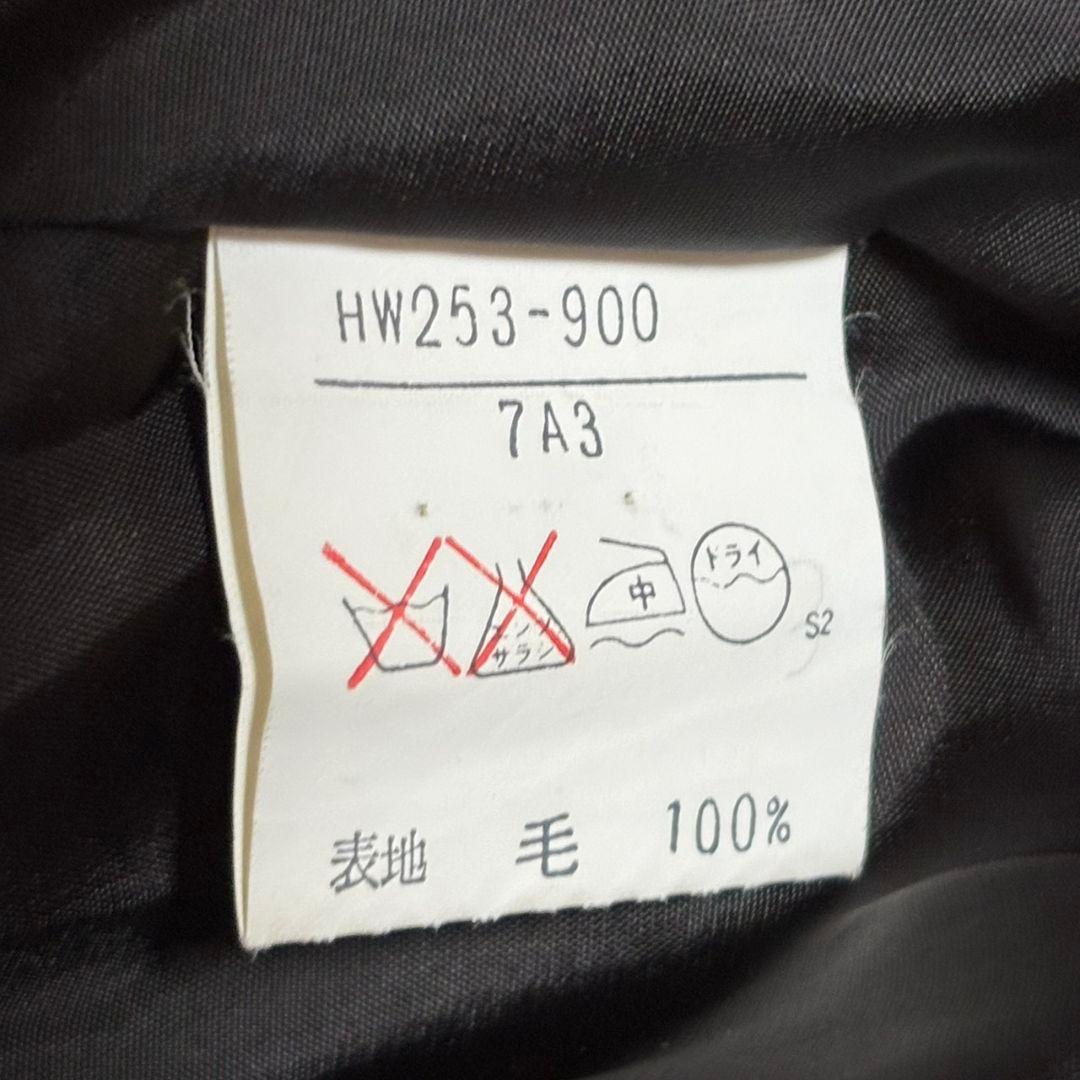 HW253-900
7A3
エンソ
サラシ
中
ドライ
S2
表地 毛 100%